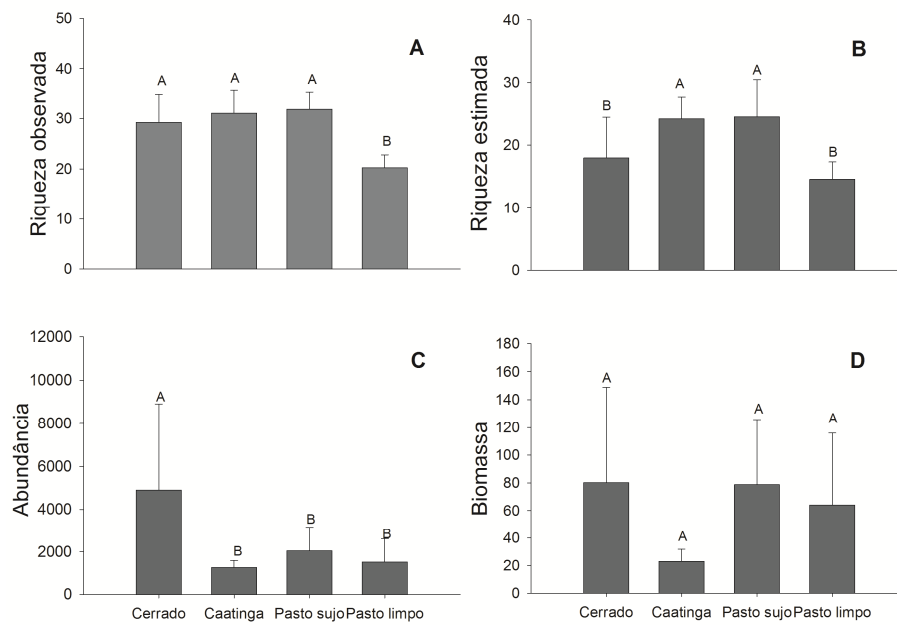 A
Riqueza observada
50
40
30
20
10
0
A
A
A
B
B
Riqueza estimada
40
30
20
10
0
B
A
A
B
C
Abundância
12000
10000
8000
6000
4000
2000
0
A
B
B
B
Cerrado Caatinga Pasto sujo Pasto limpo
D
Biomassa
180
160
140
120
100
80
60
40
20
0
A
A
A
A
Cerrado Caatinga Pasto sujo Pasto limpo